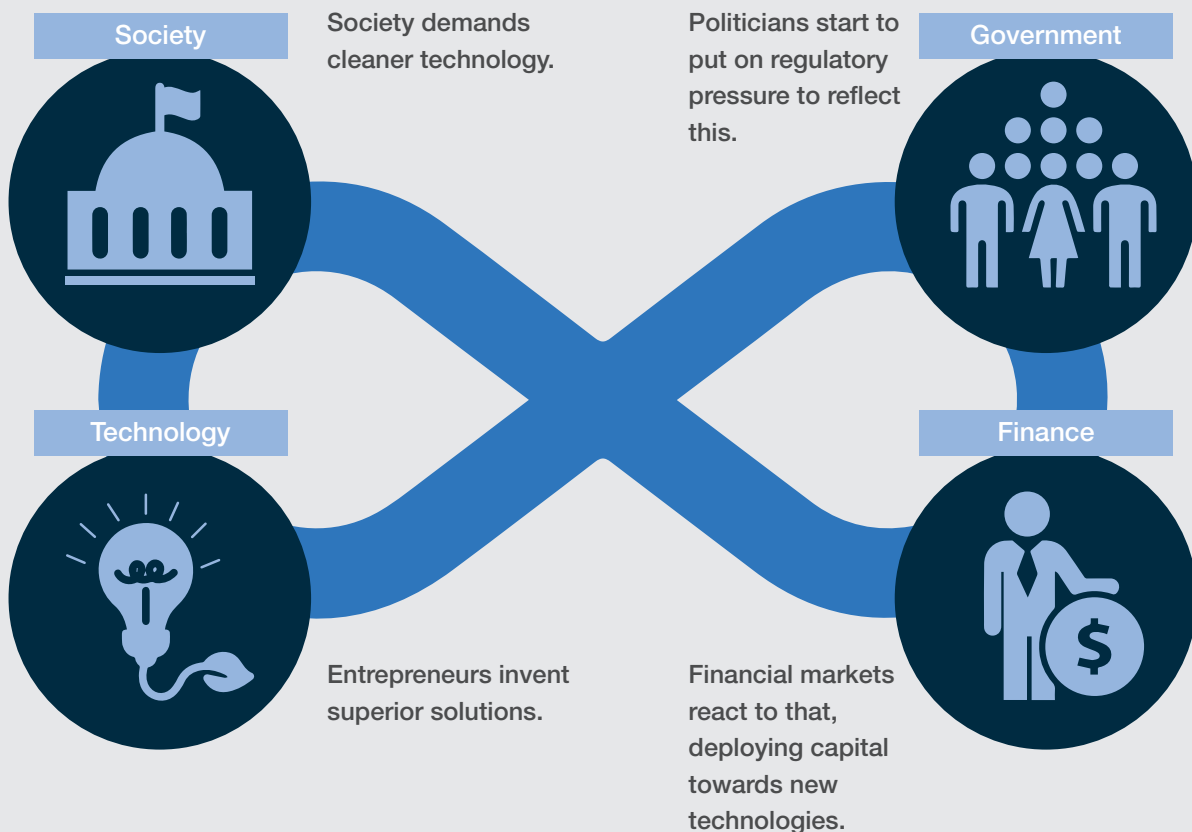 Society
Society demands
cleaner technology.
Politicians start to
put on regulatory
pressure to reflect
this.
Government
Technology
Entrepreneurs invent
superior solutions.
Finance
$
Financial markets
react to that,
deploying capital
towards new
technologies.